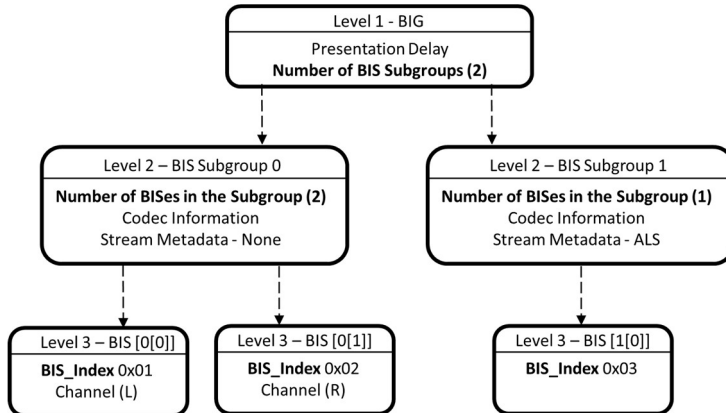 Level 1 - BIG
Presentation Delay
Number of BIS Subgroups (2)
Level 2 – BIS Subgroup 0
Number of BISes in the Subgroup (2)
Codec Information
Stream Metadata - None
Level 2 – BIS Subgroup 1
Number of BISes in the Subgroup (1)
Codec Information
Stream Metadata - ALS
Level 3 – BIS [0[0]]
BIS_Index 0x01
Channel (L)
Level 3 – BIS [0[1]]
BIS_Index 0x02
Channel (R)
Level 3 – BIS [1[0]]
BIS_Index 0x03